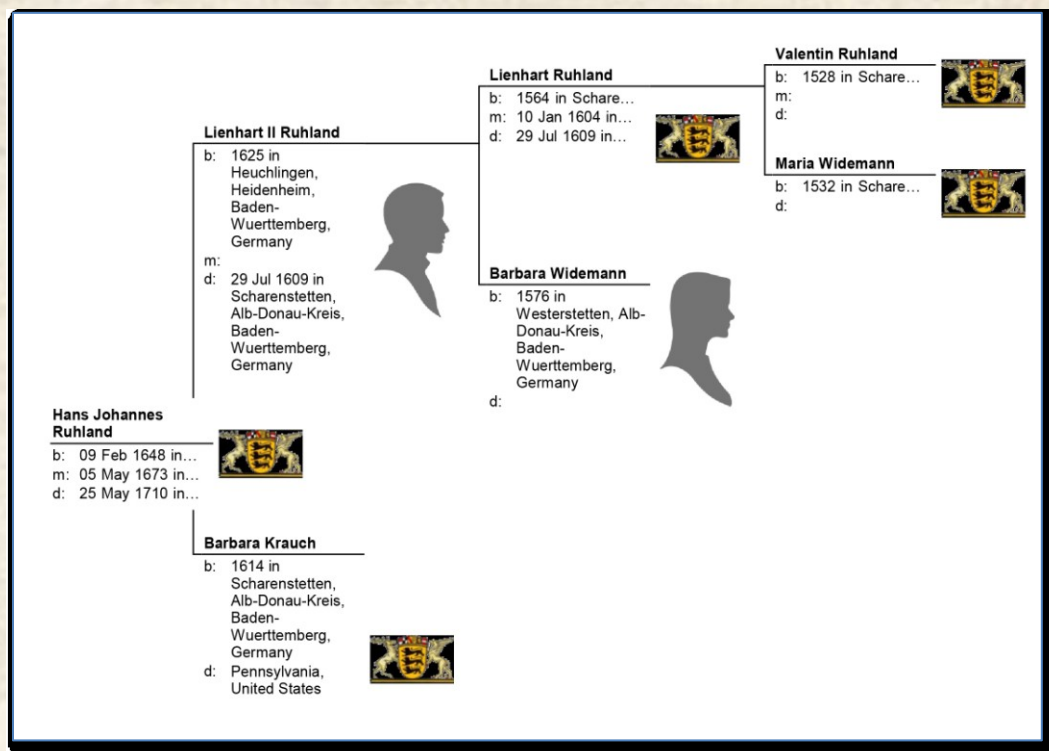 Valentin Ruhland
b: 1528 in Schare…
m:
d:
Lienhart Ruhland
b: 1564 in Schare…
m: 10 Jan 1604 in…
d: 29 Jul 1609 in…
Maria Widemann
b: 1532 in Schare…
d:
Lienhart II Ruhland
b: 1625 in
Heuchlingen,
Heidenheim,
Baden-
Wuerttemberg,
Germany
m:
d: 29 Jul 1609 in
Scharenstetten,
Alb-Donau-Kreis,
Baden-
Wuerttemberg,
Germany
Barbara Widemann
b: 1576 in
Westerstetten, Alb-
Donau-Kreis,
Baden-
Wuerttemberg,
Germany
d:
Hans Johannes
Ruhland
b: 09 Feb 1648 in…
m: 05 May 1673 in…
d: 25 May 1710 in…
Barbara Krauch
b: 1614 in
Scharenstetten,
Alb-Donau-Kreis,
Baden-
Wuerttemberg,
Germany
d: Pennsylvania,
United States